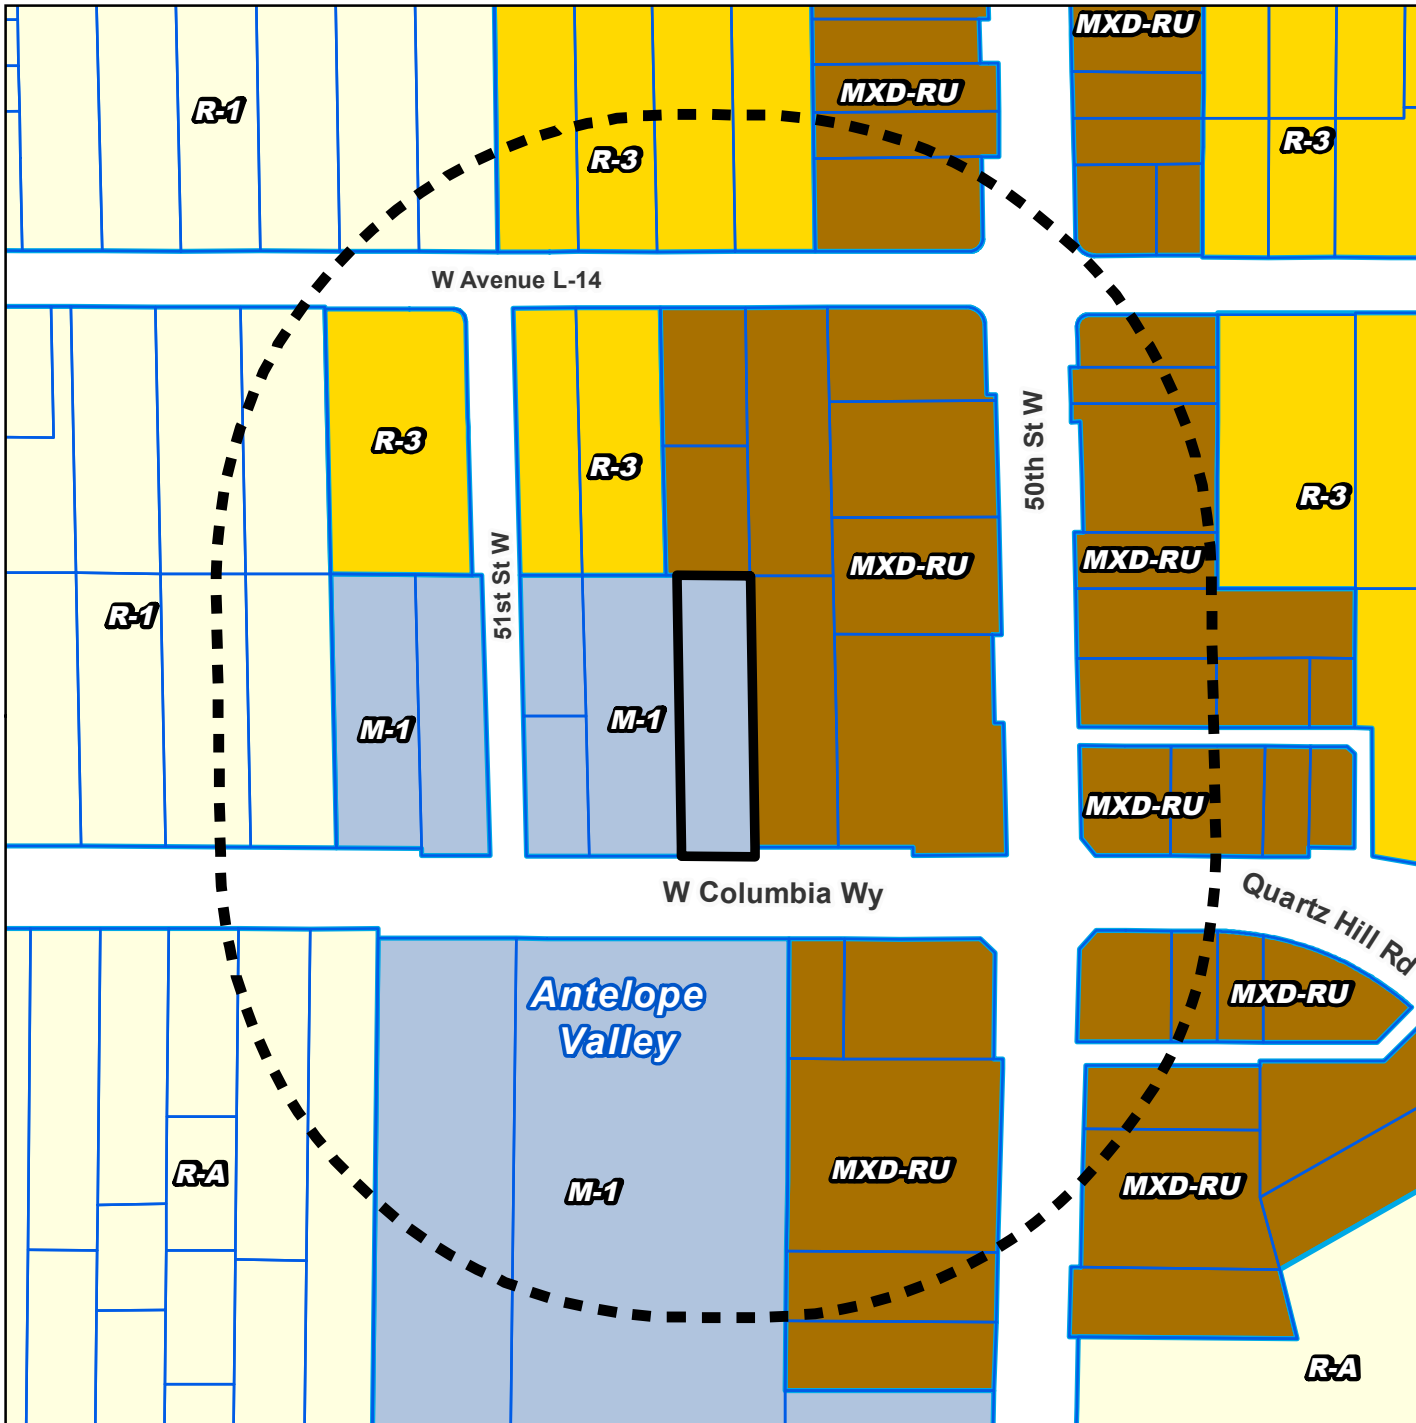 MXD-RU
R-1
MXD-RU
R-3
R-3
W Avenue L-14
R-3
R-3
50th St W
R-3
51st St W
MXD-RU
MXD-RU
R-1
M-1
M-1
MXD-RU
W Columbia Wy
Quartz Hill Rd
Antelope
Valley
MXD-RU
R-A
M-1
MXD-RU
MXD-RU
R-A